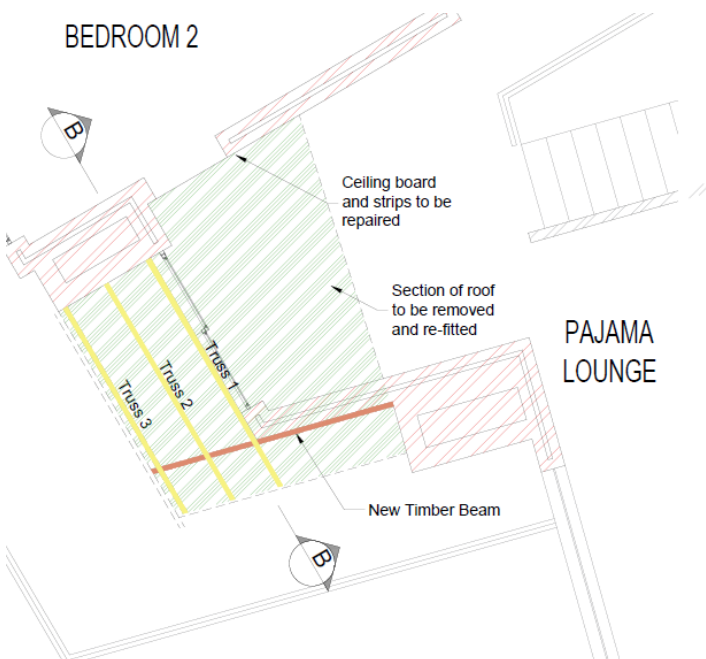 BEDROOM 2
B
Ceiling board
and strips to be
repaired
Section of roof
to be removed
and re-fitted
PAJAMA
LOUNGE
Truss 1
Truss 2
Truss 3
New Timber Beam
B